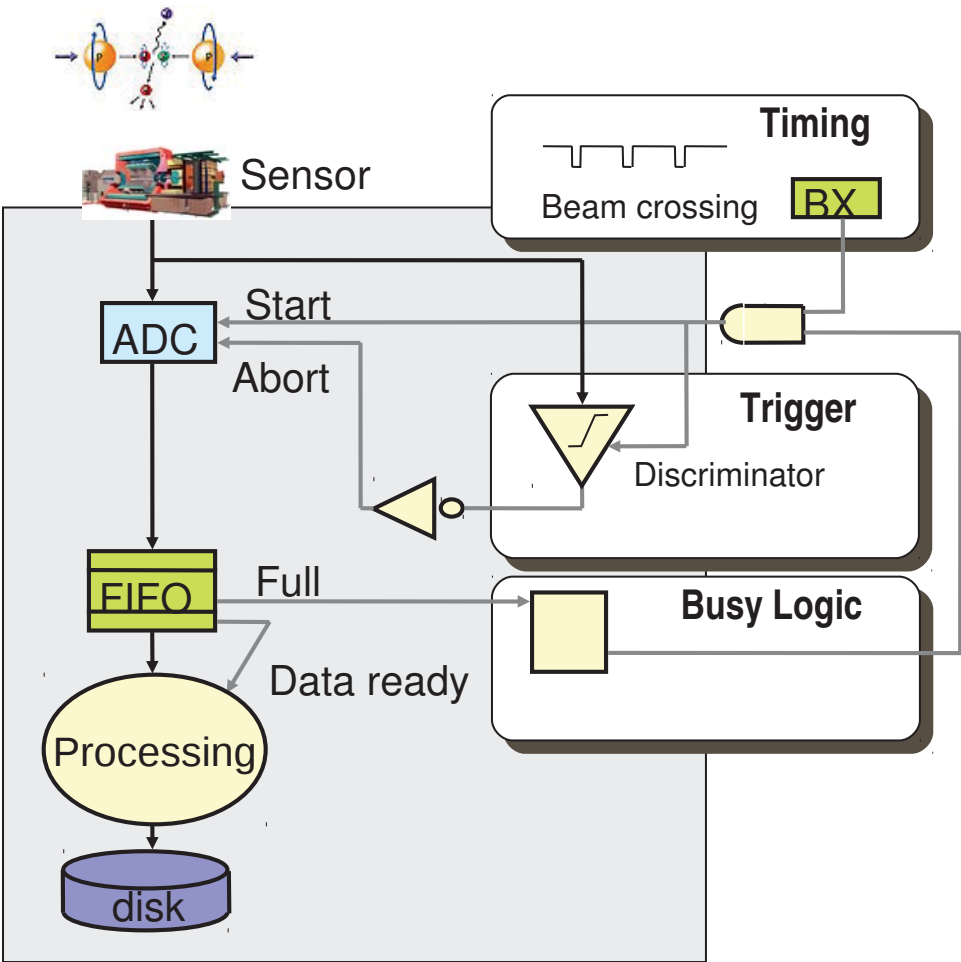 P
P
Timing
Sensor
Beam crossing
BX
Start
ADC
Abort
Trigger
Discriminator
FIFO
Full
Busy Logic
Data ready
Processing
disk